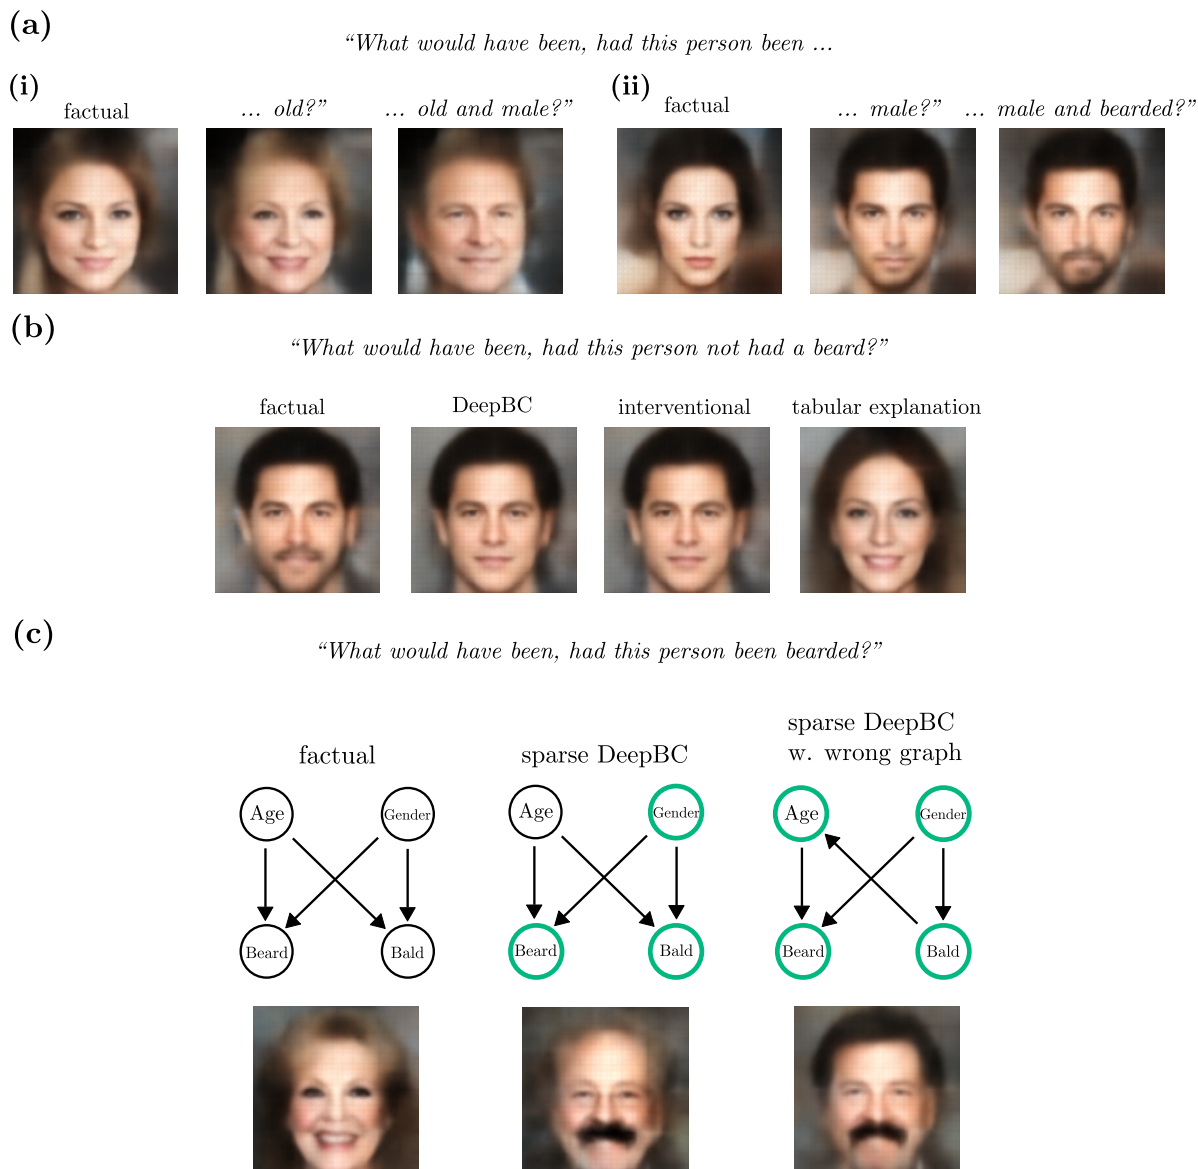 (a)
“What would have been, had this person been ...
(i)
factual
... old?”
... old and male?”
(ii)
factual
... male?”
... male and bearded?”
(b)
“What would have been, had this person not had a beard?”
factual
DeepBC
interventional
tabular explanation
(c)
“What would have been, had this person been bearded?”
factual
sparse DeepBC
sparse DeepBC
w. wrong graph
Age
Gender
Beard
Bald
Age
Gender
Beard
Bald
Age
Gender
Beard
Bald